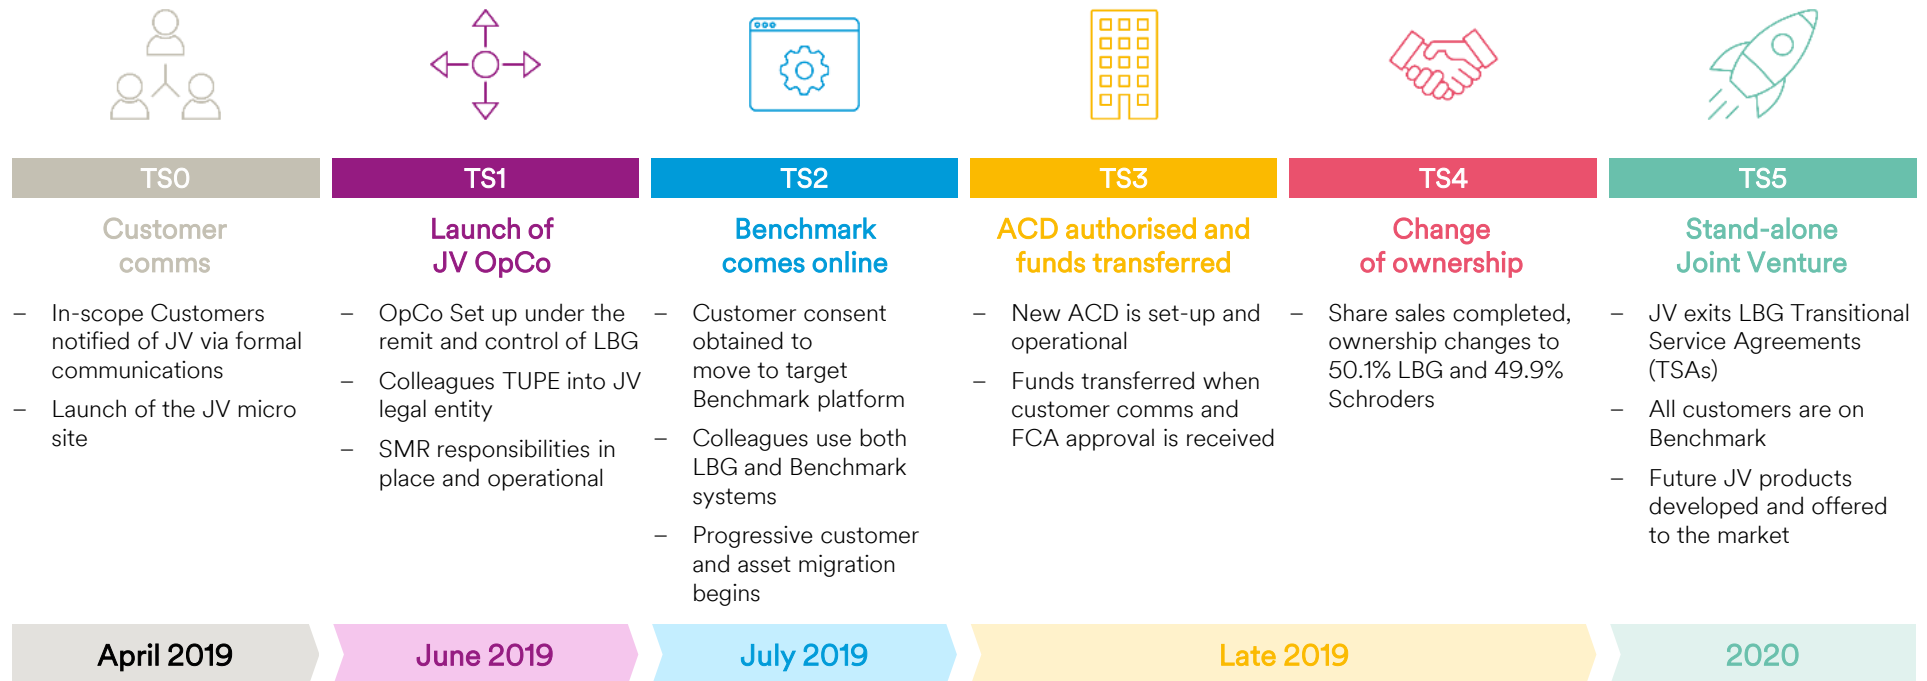 TS0
Customer
comms
– In-scope Customers
notified of JV via formal
communications
– Launch of the JV micro
site
April 2019
TS1
Launch of
JV OpCo
– OpCo Set up under the
remit and control of LBG
– Colleagues TUPE into JV
legal entity
– SMR responsibilities in
place and operational
June 2019
TS2
Benchmark
comes online
– Customer consent
obtained to
move to target
Benchmark platform
– Colleagues use both
LBG and Benchmark
systems
– Progressive customer
and asset migration
begins
July 2019
TS3
ACD authorised and
funds transferred
– New ACD is set-up and
operational
– Funds transferred when
customer comms and
FCA approval is received
TS4
Change
of ownership
– Share sales completed,
ownership changes to
50.1% LBG and 49.9%
Schroders
Late 2019
TS5
Stand-alone
Joint Venture
– JV exits LBG Transitional
Service Agreements
(TSAs)
– All customers are on
Benchmark
– Future JV products
developed and offered
to the market
2020